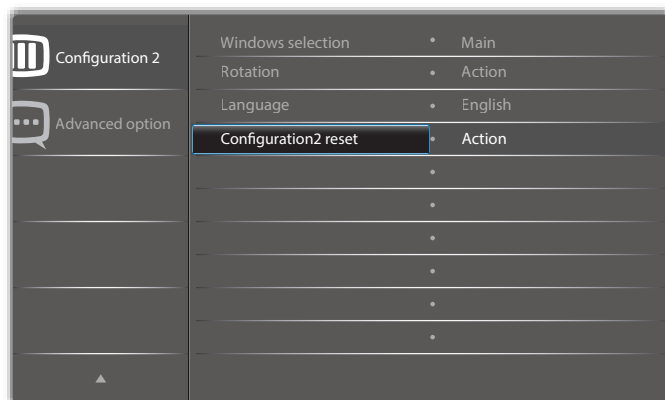 Configuration 2
Advanced option
Windows selection • Main
Rotation • Action
Language • English
Configuration2 reset • Action